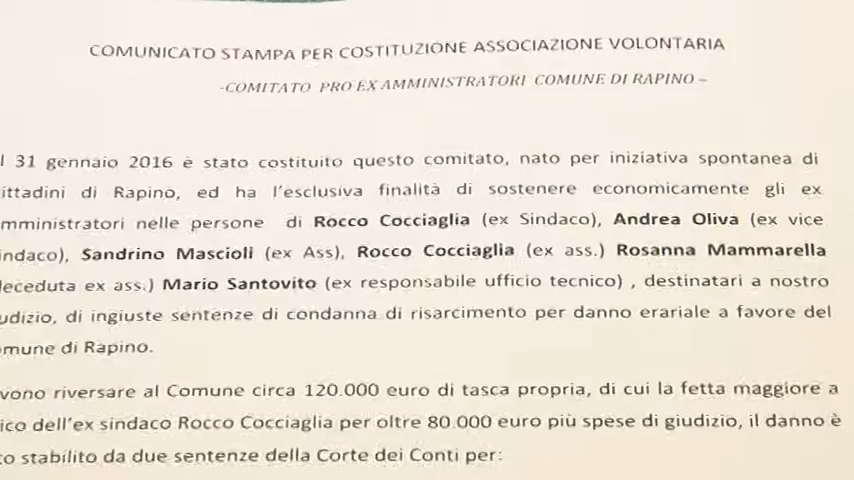 COMUNICATO STAMPA PER COSTITUZIONE ASSOCIAZIONE VOLONTARIA
-COMITATO PRO EX AMMINISTRATORI COMUNE DI RAPINO –
l 31 gennaio 2016 è stato costituito questo comitato, nato per iniziativa spontanea di
ittadini di Rapino, ed ha l'esclusiva finalità di sostenere economicamente gli ex
mministratori nelle persone di Rocco Cocciaglia (ex Sindaco), Andrea Oliva (ex vice
indaco), Sandrino Mascioli (ex Ass), Rocco Cocciaglia (ex ass.) Rosanna Mammarella
deceduta ex ass.) Mario Santovito (ex responsabile ufficio tecnico) , destinatari a nostro
udizio, di ingiuste sentenze di condanna di risarcimento per danno erariale a favore del
omune di Rapino.
vono riversare al Comune circa 120.000 euro di tasca propria, di cui la fetta maggiore a
ico dell'ex sindaco Rocco Cocciaglia per oltre 80.000 euro più spese di giudizio, il danno è
to stabilito da due sentenze della Corte dei Conti per: